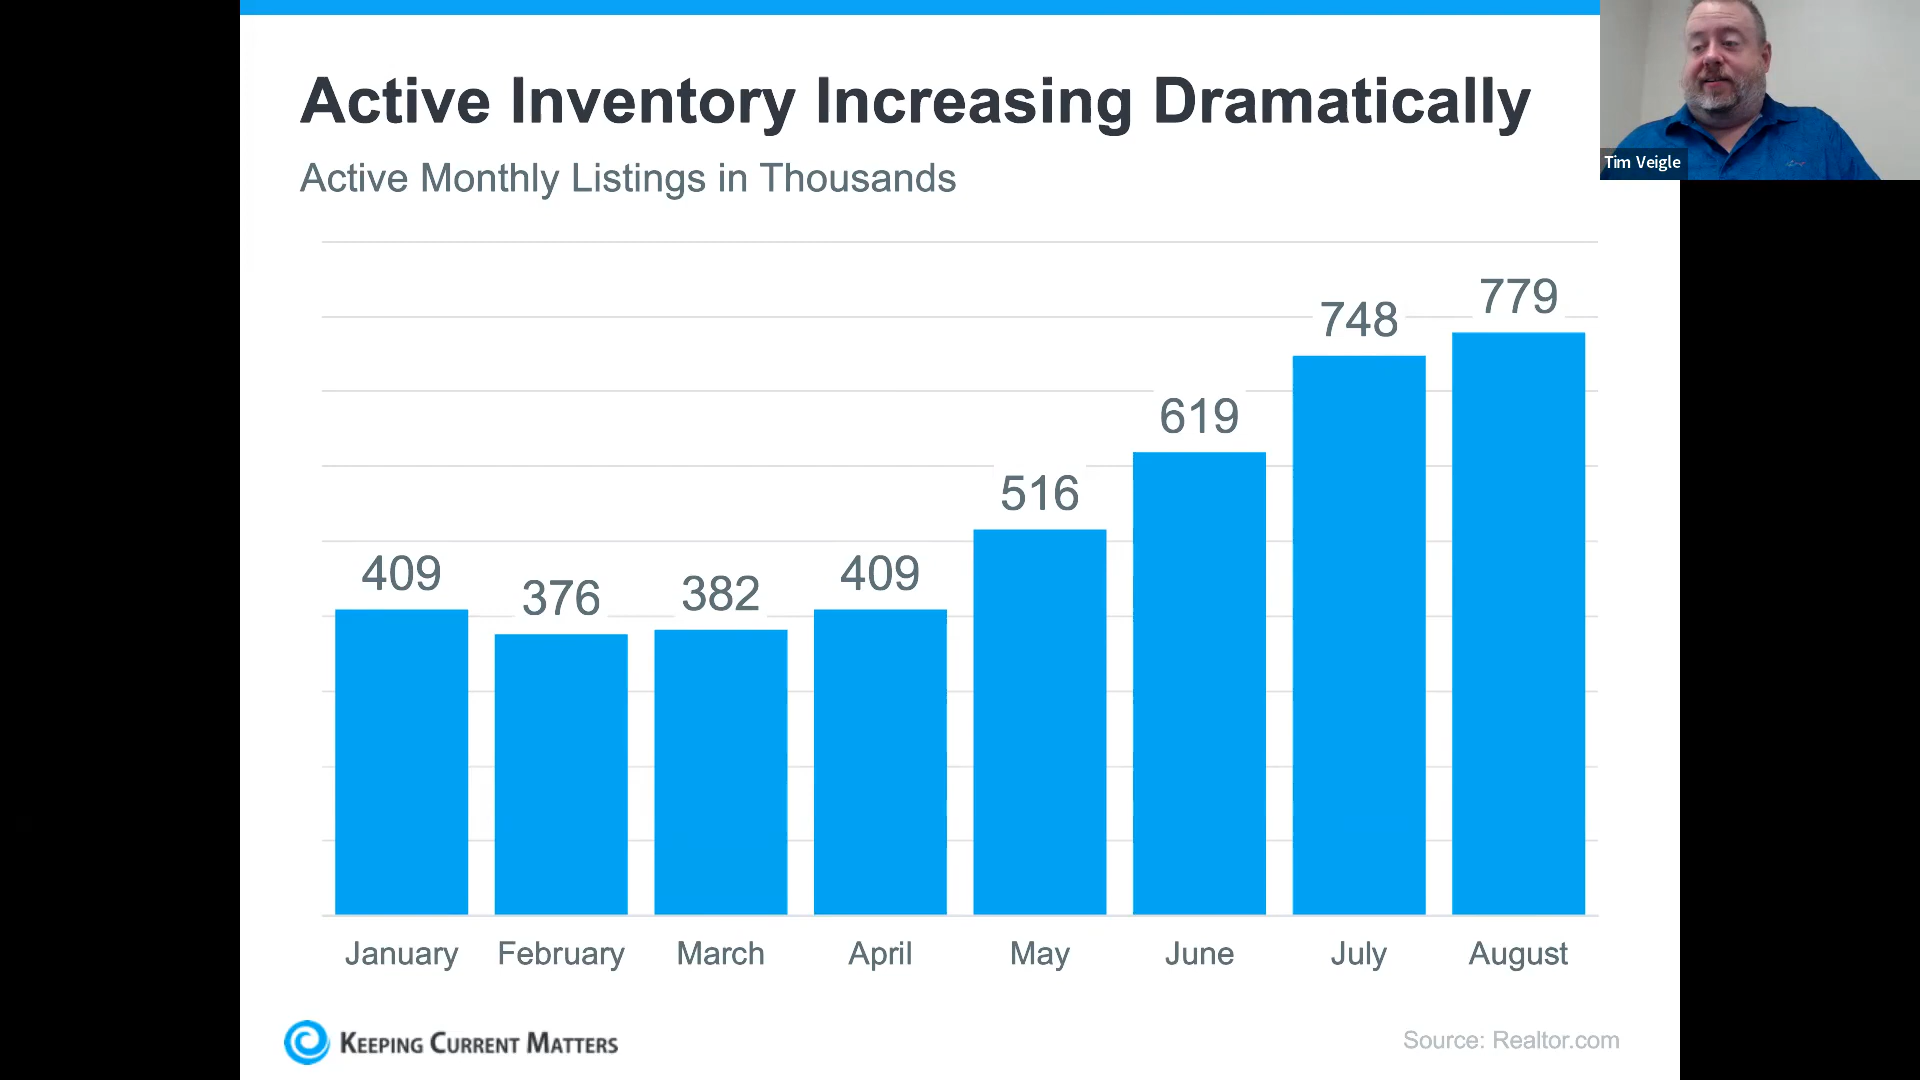 Active Inventory Increasing Dramatically
Active Monthly Listings in Thousands
Tim Veigle
409
376
382
409
516
619
748
779
January
February
March
April
May
June
July
August
KEEPING CURRENT MATTERS
Source: Realtor.com